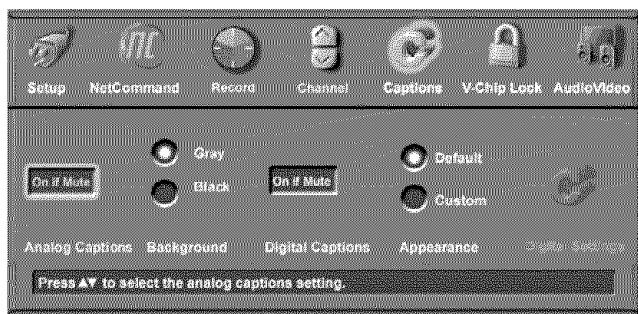 Setup NetCommand Record Channel Captions V-Chip Lock AudioVideo
Gray Default
On if Mute On if Mute
Black Custom
Analog Captions Background Digital Captions Appearance Digital Settings
Press ▲▼ to select the analog captions setting.